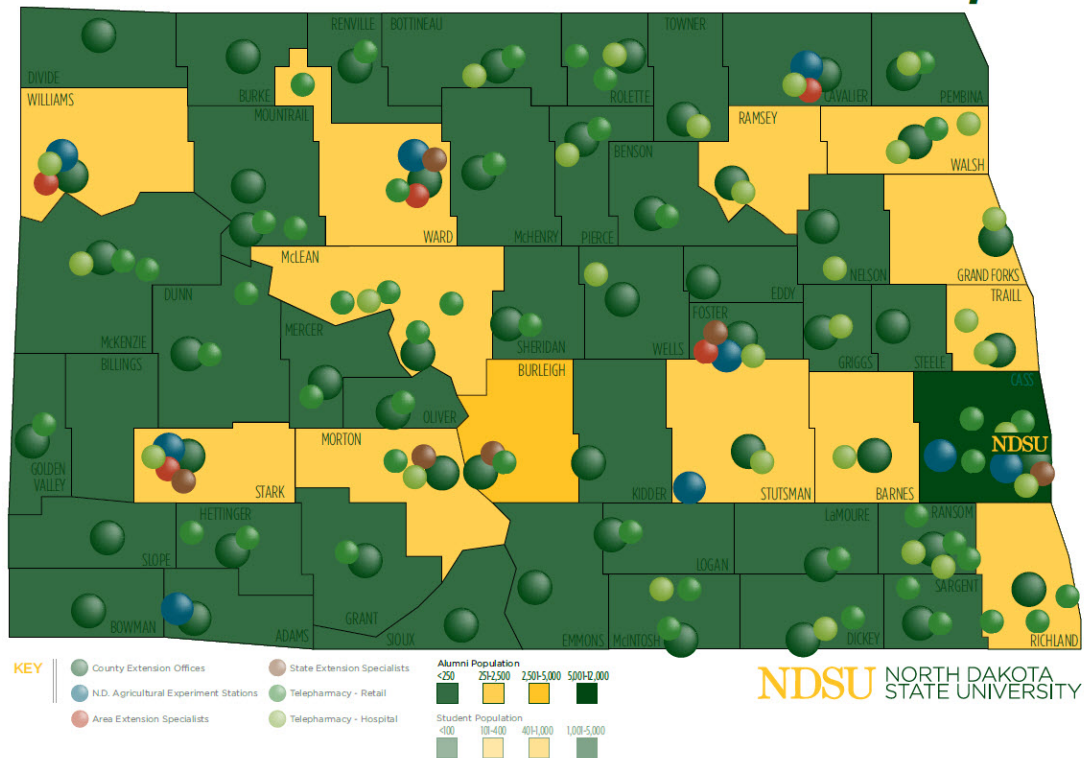 RENVILLE
BOTTINEAU
TOWNER
DIVIDE
BURKE
ROLETTE
CAVALIER
PEMBINA
WILLIAMS
MOUNTRAIL
RAMSEY
BENSON
WALSH
WARD
McHENRY
PIERCE
McLEAN
NELSON
GRAND FORKS
DUNN
EDDY
TRAILL
MERCER
FOSTER
McKENZIE
SHERIDAN
WELLS
GRIGGS
STEELE
BILLINGS
BURLEIGH
CASS
OLIVER
MORTON
NDSU
GOLDEN
VALLEY
STARK
KIDDER
STUTSMAN
BARNES
HETTINGER
LaMOURE
RANSOM
SLOPE
LOGAN
SARGENT
GRANT
BOWMAN
ADAMS
SIOUX
EMMONS
McINTOSH
DICKEY
RICHLAND
KEY
County Extension Offices
N.D. Agricultural Experiment Stations
Area Extension Specialists
State Extension Specialists
Telepharmacy - Retail
Telepharmacy - Hospital
Alumni Population
<250 251-2,500 2,501-5,000 5,001-12,000
Student Population
<100 101-400 401-1,000 1,001-5,000
NDSU NORTH DAKOTA
STATE UNIVERSITY